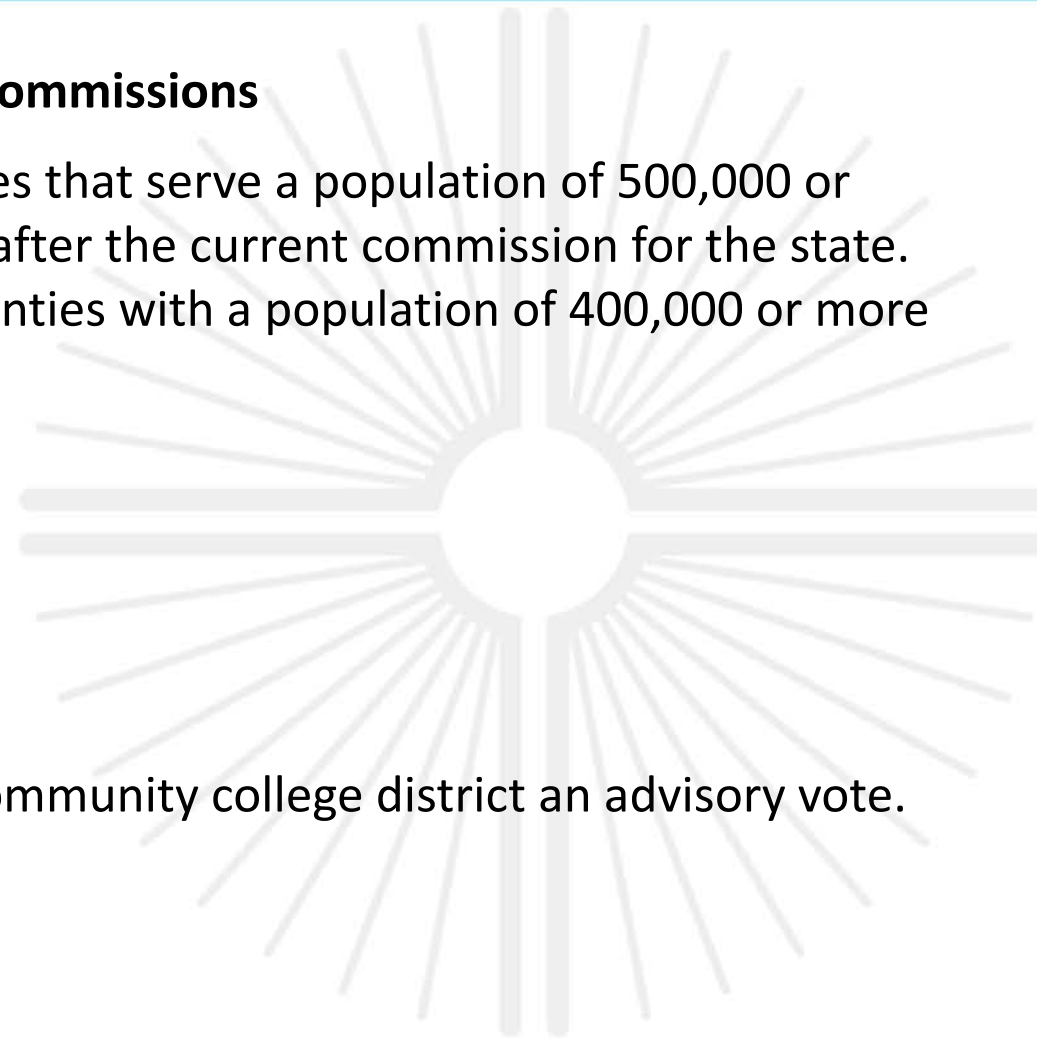 ommissions
es that serve a population of 500,000 or
after the current commission for the state.
nties with a population of 400,000 or more
ommunity college district an advisory vote.